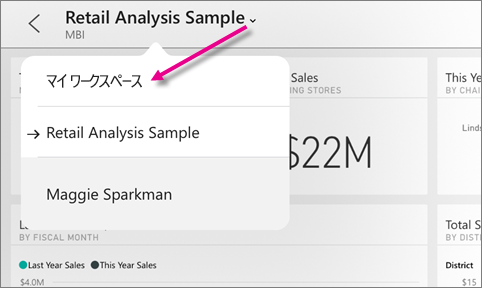 Retail Analysis Sample
MBI
マイ ワークスペース
Sales
This Ye
ING STORES
BY CHAI
Retail Analysis Sample
Linds
$22M
Maggie Sparkman
Total S
BY FISCAL MONTH
BY DISTR
Last Year Sales This Year Sales
District
$4.0M
$15